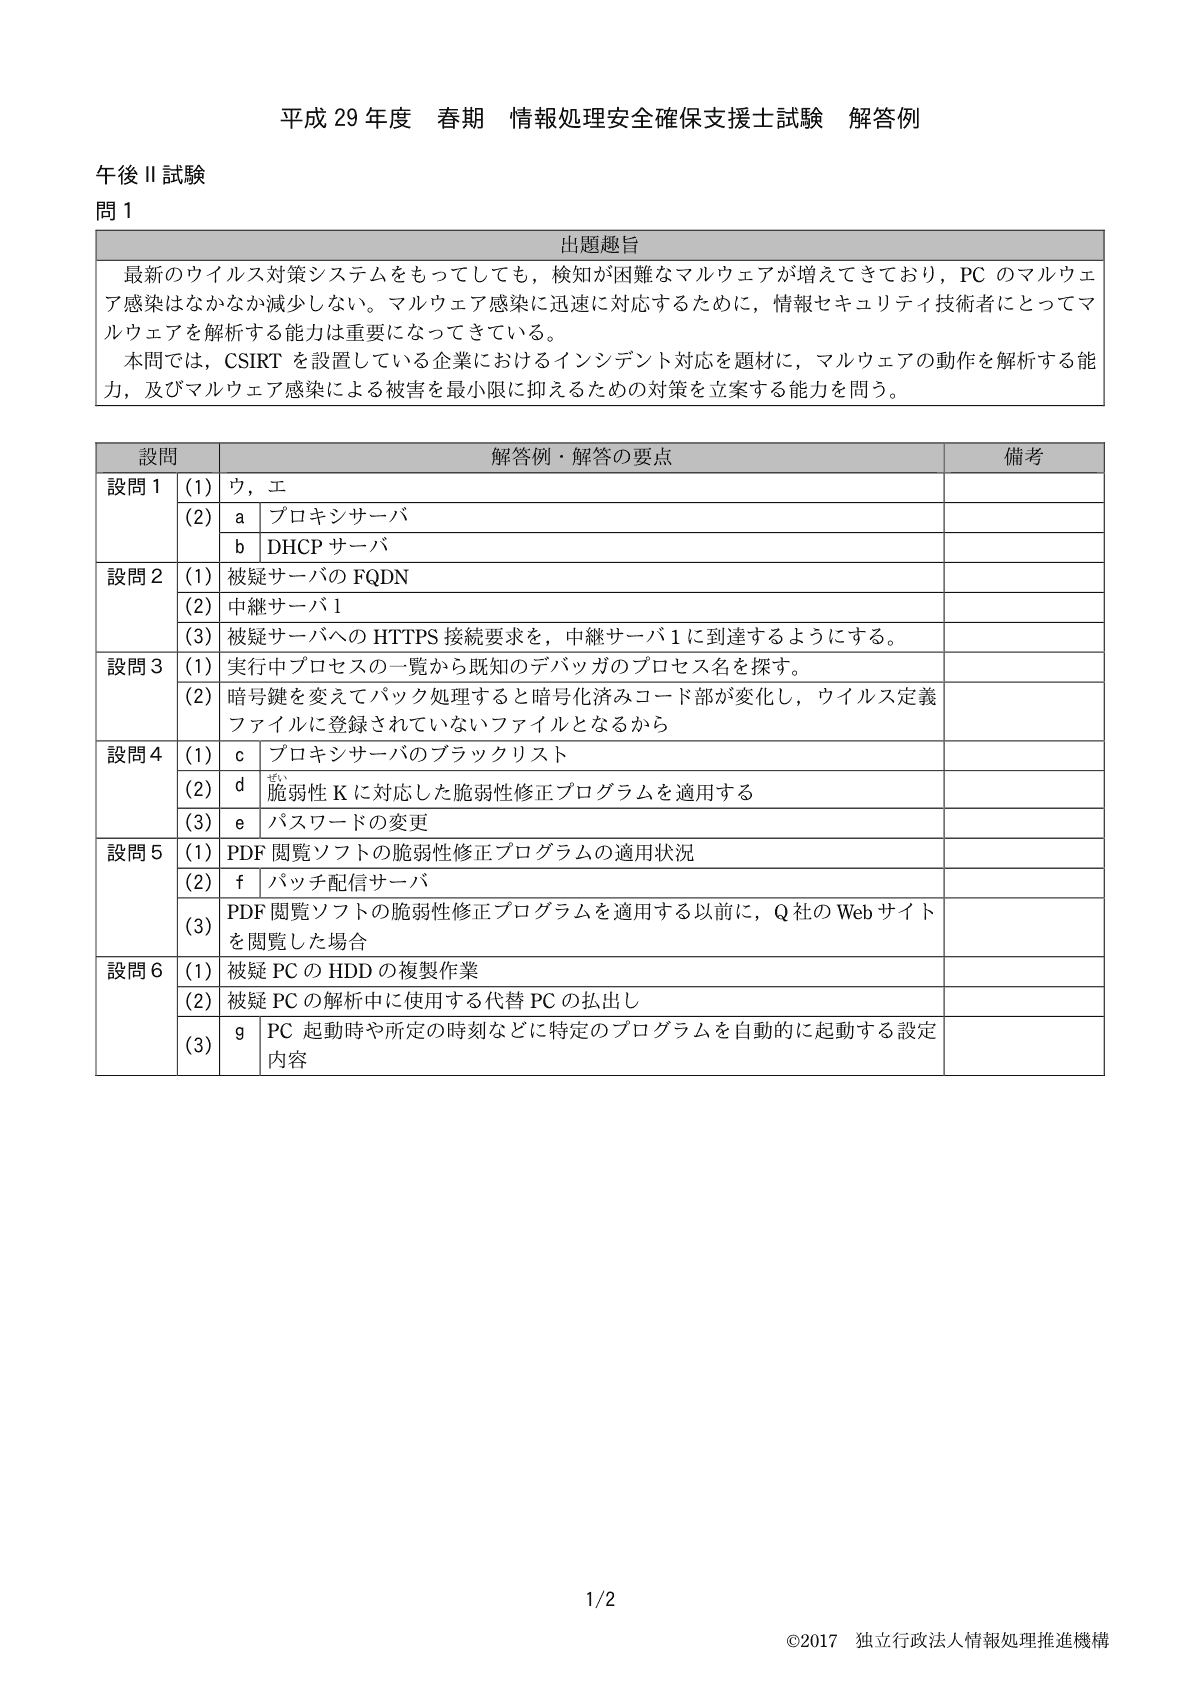 平成 29 年度　春期　情報処理安全確保支援士試験　解答例
午後 II 試験
問 1
出題趣旨
最新のウイルス対策システムをもってしても，検知が困難なマルウェアが増えてきており，PC のマルウェ
ア感染はなかなか減少しない。マルウェア感染に迅速に対応するために，情報セキュリティ技術者にとってマ
ルウェアを解析する能力は重要になってきている。
本問では，CSIRT を設置している企業におけるインシデント対応を題材に，マルウェアの動作を解析する能
力，及びマルウェア感染による被害を最小限に抑えるための対策を立案する能力を問う。
設問 解答例・解答の要点 備考
設問 1 (1) ウ，エ
(2) a プロキシサーバ
b DHCP サーバ
設問 2 (1) 被疑サーバの FQDN
(2) 中継サーバ 1
(3) 被疑サーバへの HTTPS 接続要求を，中継サーバ 1 に到達するようにする。
設問 3 (1) 実行中プロセスの一覧から既知のデバッガのプロセス名を探す。
(2) 暗号鍵を変えてパック処理すると暗号化済みコード部が変化し，ウイルス定義
ファイルに登録されていないファイルとなるから
設問 4 (1) c プロキシサーバのブラックリスト
ぜい
(2) d 脆弱性 K に対応した脆弱性修正プログラムを適用する
(3) e パスワードの変更
設問 5 (1) PDF 閲覧ソフトの脆弱性修正プログラムの適用状況
(2) f パッチ配信サーバ
(3) PDF 閲覧ソフトの脆弱性修正プログラムを適用する以前に，Q 社の Web サイト
を閲覧した場合
設問 6 (1) 被疑 PC の HDD の複製作業
(2) 被疑 PC の解析中に使用する代替 PC の払出し
(3) g PC 起動時や所定の時刻などに特定のプログラムを自動的に起動する設定
内容
1/2
©2017　独立行政法人情報処理推進機構